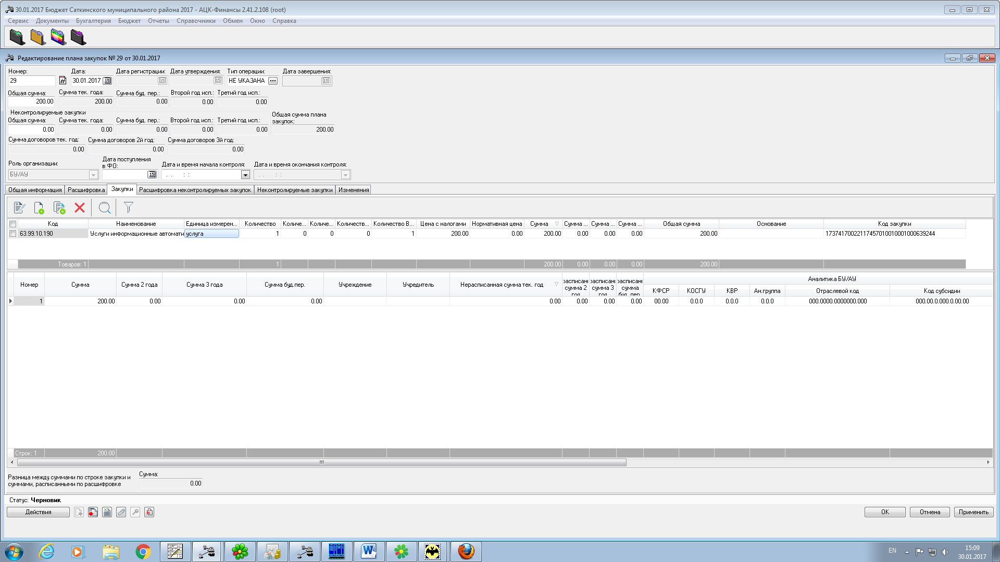 30.01.2017 Бюджет Саткинского муниципального района 2017 - АЦК-Финансы 2.41.2.108 (root)
Сервис Документы Бухгалтерия Бюджет Отчеты Справочники Обмен Окно Справка
Редактирование плана закупок № 29 от 30.01.2017
Номер: Дата: Дата регистрации: Дата утверждения: Тип операции: Дата завершения:
29 30.01.2017 15 15 15 НЕ УКАЗАНА ... 15
Общая сумма: Сумма тек. года: Сумма буд. пер.: Второй год исп.: Третий год исп.:
200.00 200.00 0.00 0.00 0.00
Неконтролируемые закупки
Общая сумма: Сумма тек. года: Сумма буд. пер.: Второй год исп.: Третий год исп.: Общая сумма плана закупок:
0.00 0.00 0.00 0.00 0.00 200.00
Сумма договоров тек. год: Сумма договоров 2й год: Сумма договоров 3й год:
0.00 0.00 0.00
Роль организации: Дата поступления в ФО: Дата и время начала контроля: Дата и время окончания контроля:
БУ/АУ 15 . . : : . . : :
Общая информация Расшифровка Закупки Расшифровка неконтролируемых закупок Неконтролируемые закупки Изменения
Код Наименование Единица измерен... Количество Количе... Количе... Количеств... Количество В... Цена с налогами Нормативная цена Сумма Сумма ... Сумма ... Сумма ... Общая сумма Основание Код закупки
63.99.10.190 Услуги информационные автомати услуга 1 0 0 0 1 200.00 0.00 200.00 0.00 0.00 0.00 200.00 17374170022117457010010001000639244
Товаров: 1 1 200.00 0.00 0.00 0.00 200.00
Аналитика БУ/АУ
Номер Сумма Сумма 2 года Сумма 3 года Сумма буд.пер. Учреждение Учредитель Нерасписанная сумма тек. год расписан сумма 2 год расписан сумма 3 год расписан сумма буд. пер. КФСР КОСГУ КВР Ан.группа Отраслевой код Код субсидии
1 200.00 0.00 0.00 0.00 0.00 0.00 0.00 0.00 00.00 0.0.0 0.0.0 0.0.0 000.0000.0000000.000 000.00.0.000.0.00.00
Строк: 1 200.00
Разница между суммами по строке закупки и Сумма:
суммами, расписанными по расшифровке 0.00
Статус: Черновик
Действия OK Отмена Применить
EN 15:09
30.01.2017